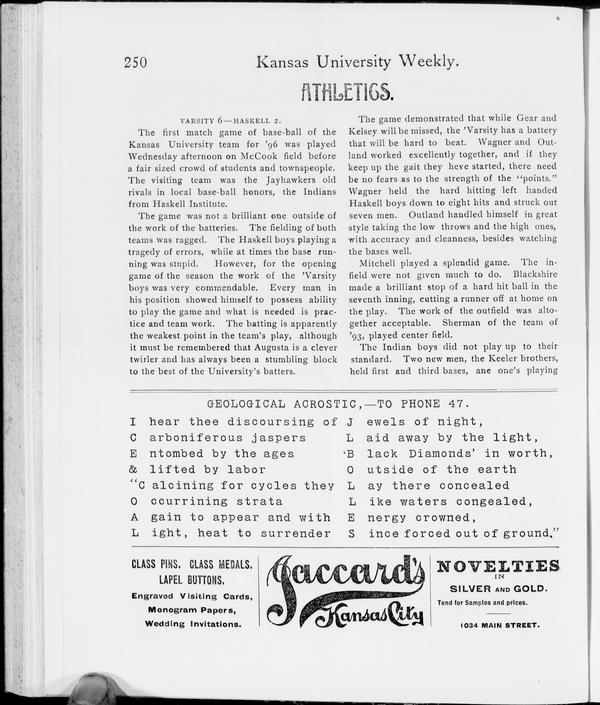 250
Kansas University Weekly.
ATHLETICS.
VARSITY 6—HASKELL 2.
The first match game of base-ball of the
Kansas University team for '96 was played
Wednesday afternoon on McCook field before
a fair sized crowd of students and townspeople.
The visiting team was the Jayhawkers old
rivals in local base-ball honors, the Indians
from Haskell Institute.
The game was not a brilliant one outside of
the work of the batteries. The fielding of both
teams was ragged. The Haskell boys playing a
tragedy of errors, while at times the base run-
ning was stupid. However, for the opening
game of the season the work of the 'Varsity
boys was very commendable. Every man in
his position showed himself to possess ability
to play the game and what is needed is prac-
tice and team work. The batting is apparently
the weakest point in the team's play, although
it must be remembered that Augusta is a clever
twirler and has always been a stumbling block
to the best of the University's batters.
The game demonstrated that while Gear and
Kelsey will be missed, the 'Varsity has a battery
that will be hard to beat. Wagner and Out-
land worked excellently together, and if they
keep up the gait they heve started, there need
be no fears as to the strength of the "points."
Wagner held the hard hitting left handed
Haskell boys down to eight hits and struck out
seven men. Outland handled himself in great
style taking the low throws and the high ones,
with accuracy and cleanness, besides watching
the bases well.
Mitchell played a splendid game. The in-
field were not given much to do. Blackshire
made a brilliant stop of a hard hit ball in the
seventh inning, cutting a runner off at home on
the play. The work of the outfield was alto-
gether acceptable. Sherman of the team of
'93, played center field.
The Indian boys did not play up to their
standard. Two new men, the Keeler brothers,
held first and third bases, ane one's playing
GEOLOGICAL ACROSTIC,—TO PHONE 47.
I hear thee discoursing of J ewels of night,
C arboniferous jaspers L aid away by the light,
E ntombed by the ages 'B lack Diamonds' in worth,
& lifted by labor O utside of the earth
"C alcining for cycles they L ay there concealed
O ccurrining strata L ike waters congealed,
A gain to appear and with E nergy crowned,
L ight, heat to surrender S ince forced out of ground."
CLASS PINS. CLASS MEDALS.
LAPEL BUTTONS.
Engraved Visiting Cards,
Monogram Papers,
Wedding Invitations.
Jaccard's
Kansas City
NOVELTIES
IN
SILVER AND GOLD.
Tend for Samples and prices.
1034 MAIN STREET.